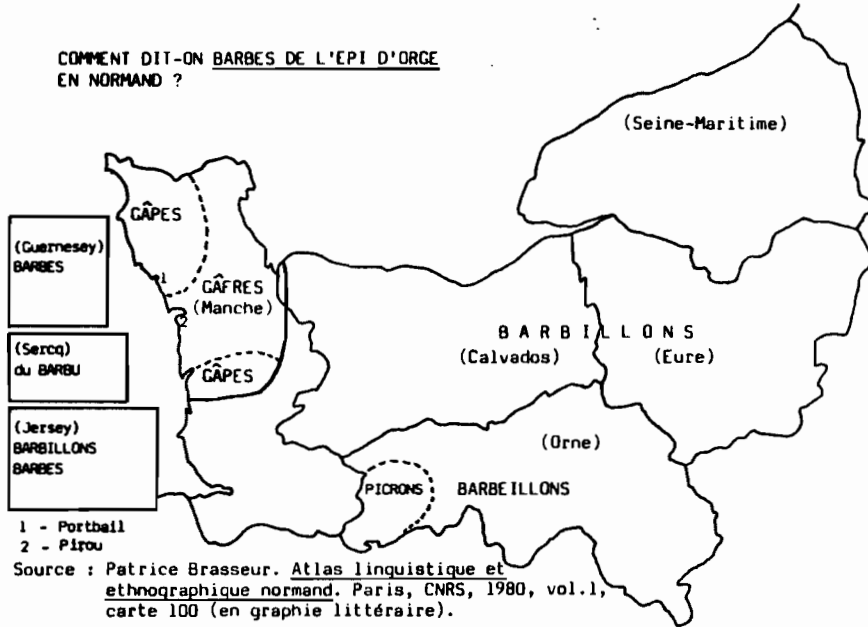 COMMENT DIT-ON BARBES DE L'EPI D'ORGE
EN NORMAND ?
(Seine-Maritime)
GÂPES
(Guernesey)
BARBES
1
GÂFRES
(Manche)
2
BARBILLONS
(Calvados)
(Eure)
(Sercq)
du BARBU
GÂPES
(Jersey)
BARBILLONS
BARBES
(Orne)
PICRONS
BARBEILLONS
1 - Portbail
2 - Pirou
Source : Patrice Brasseur. Atlas linguistique et
ethnographique normand. Paris, CNRS, 1980, vol.1,
carte 100 (en graphie littéraire).